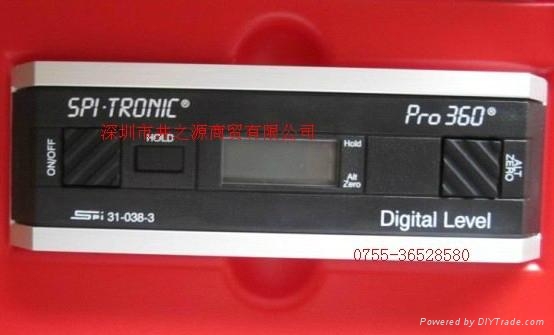 SPI-TRONIC® Pro 360®
深圳市井之源商贸有限公司
ON/OFF
HOLD
Hold
Alt Zero
ALT ZERO
SPi 31-038-3
Digital Level
0755-36528580
Powered by DIYTrade.com